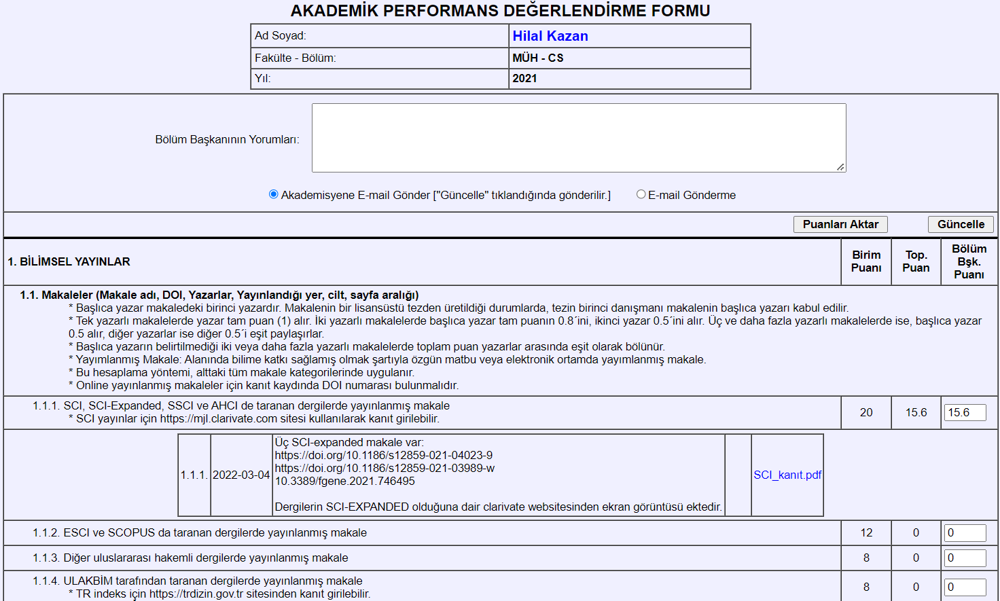 AKADEMİK PERFORMANS DEĞERLENDİRME FORMU
Ad Soyad: Hilal Kazan
Fakülte - Bölüm: MÜH - CS
Yıl: 2021
Bölüm Başkanının Yorumları:
Akademisyene E-mail Gönder ["Güncelle" tıklandığında gönderilir.] E-mail Gönderme
Puanları Aktar Güncelle
1. BİLİMSEL YAYINLAR
Birim Puanı
Top. Puan
Bölüm Bşk. Puanı
1.1. Makaleler (Makale adı, DOI, Yazarlar, Yayınlandığı yer, cilt, sayfa aralığı)
* Başlıca yazar makaledeki birinci yazardır. Makalenin bir lisansüstü tezden üretildiği durumlarda, tezin birinci danışmanı makalenin başlıca yazarı kabul edilir.
* Tek yazarlı makalelerde yazar tam puan (1) alır. İki yazarlı makalelerde başlıca yazar tam puanın 0.8´ini, ikinci yazar 0.5´ini alır. Üç ve daha fazla yazarlı makalelerde ise, başlıca yazar
0.5 alır, diğer yazarlar ise diğer 0.5´i eşit paylaşırlar.
* Başlıca yazarın belirtilmediği iki veya daha fazla yazarlı makalelerde toplam puan yazarlar arasında eşit olarak bölünür.
* Yayımlanmış Makale: Alanında bilime katkı sağlamış olmak şartıyla özgün matbu veya elektronik ortamda yayımlanmış makale.
* Bu hesaplama yöntemi, alttaki tüm makale kategorilerinde uygulanır.
* Online yayınlanmış makaleler için kanıt kaydında DOI numarası bulunmalıdır.
1.1.1. SCI, SCI-Expanded, SSCI ve AHCI de taranan dergilerde yayınlanmış makale
* SCI yayınlar için https://mjl.clarivate.com sitesi kullanılarak kanıt girilebilir.
20 15.6 15.6
1.1.1. 2022-03-04
Üç SCI-expanded makale var:
https://doi.org/10.1186/s12859-021-04023-9
https://doi.org/10.1186/s12859-021-03989-w
10.3389/fgene.2021.746495
Dergilerin SCI-EXPANDED olduğuna dair clarivate websitesinden ekran görüntüsü ektedir.
SCI_kanıt.pdf
1.1.2. ESCI ve SCOPUS da taranan dergilerde yayınlanmış makale 12 0 0
1.1.3. Diğer uluslararası hakemli dergilerde yayınlanmış makale 8 0 0
1.1.4. ULAKBİM tarafından taranan dergilerde yayınlanmış makale
* TR indeks için https://trdizin.gov.tr sitesinden kanıt girilebilir.
8 0 0